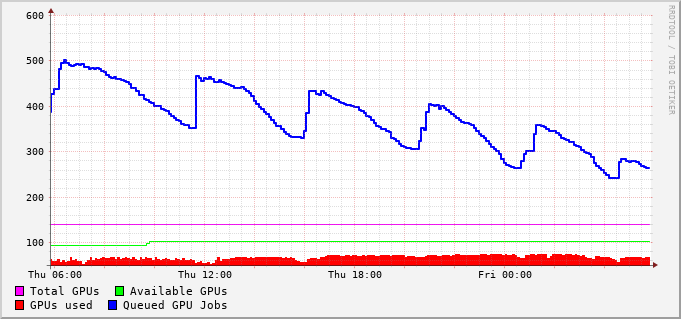 600
500
400
300
200
100
Thu 06:00 Thu 12:00 Thu 18:00 Fri 00:00
Total GPUs Available GPUs
GPUs used Queued GPU Jobs
RRDTOOL / TOBI OETIKER